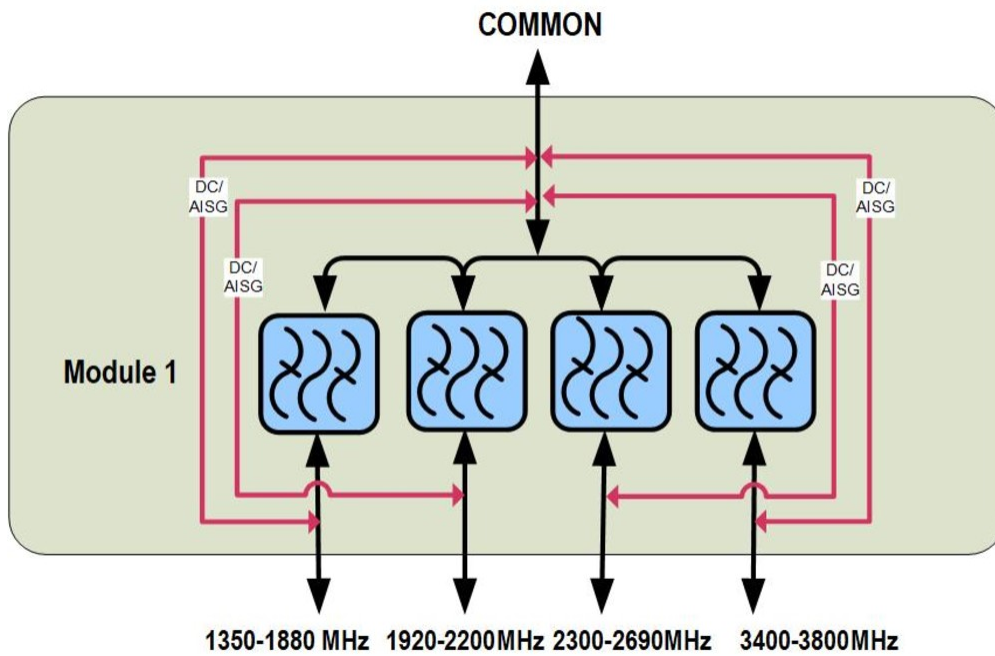 COMMON
DC/
AISG
DC/
AISG
DC/
AISG
DC/
AISG
Module 1
1350-1880 MHz 1920-2200MHz 2300-2690MHz 3400-3800MHz